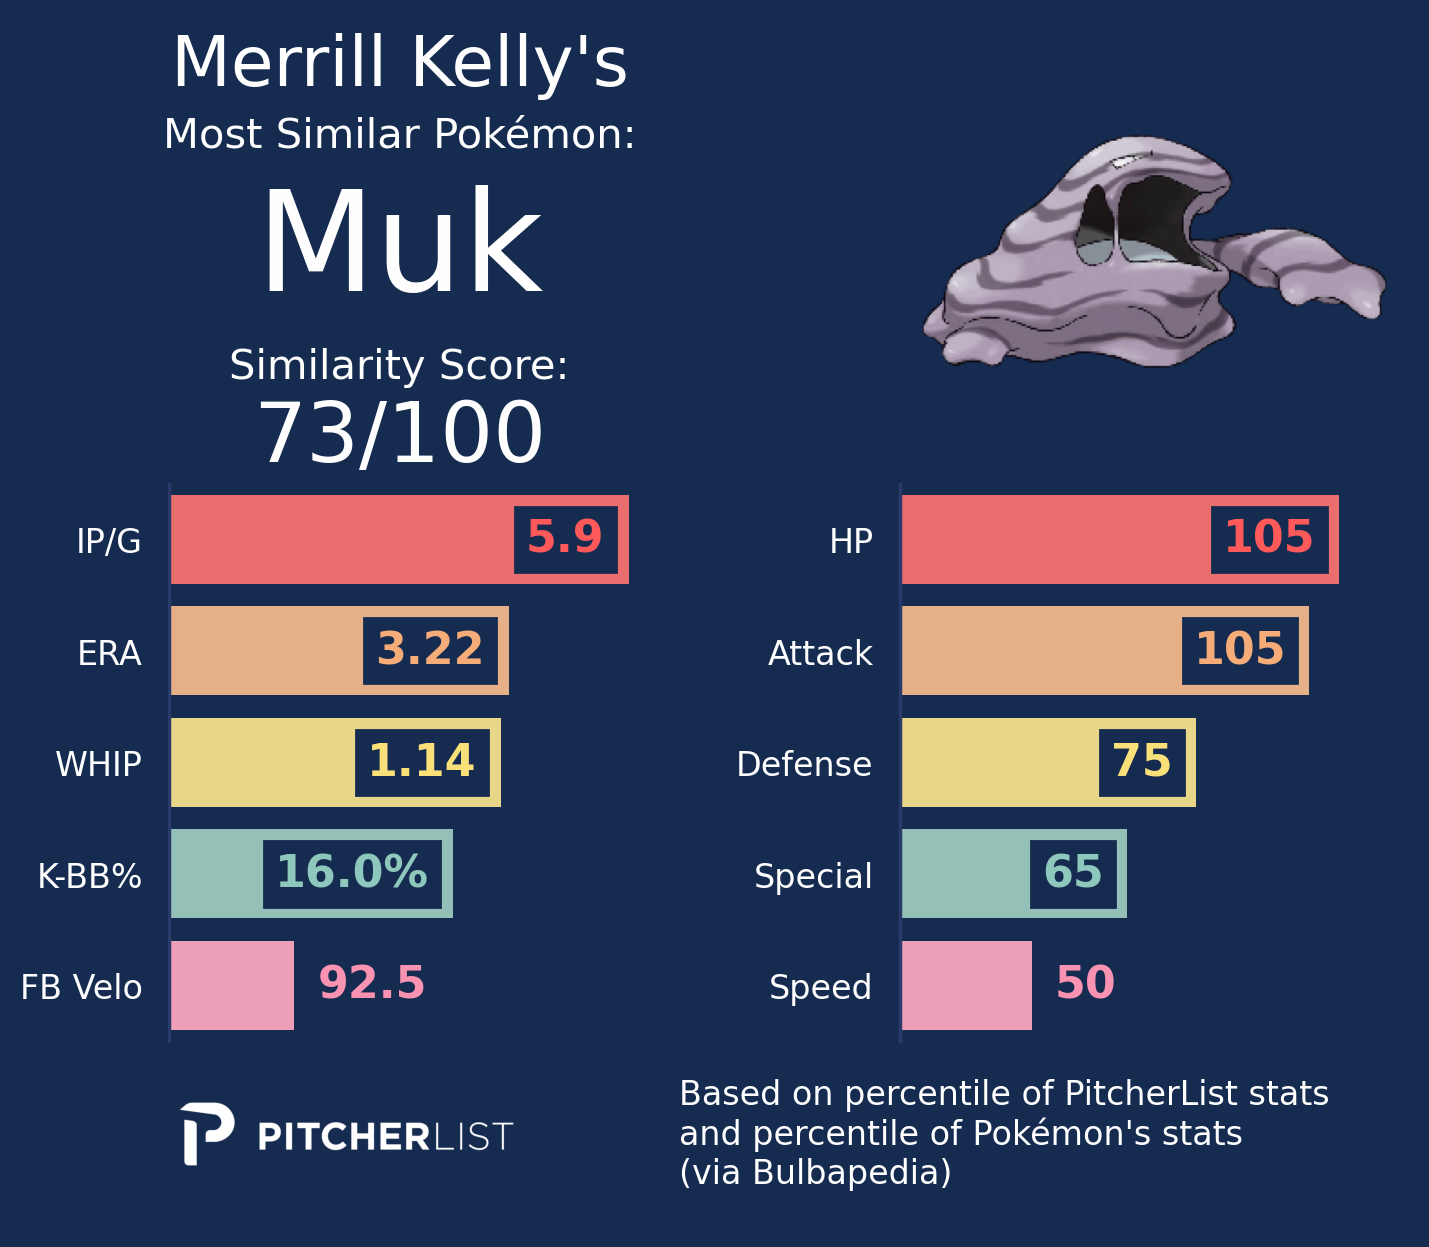 Merrill Kelly's
Most Similar Pokémon:
Muk
Similarity Score:
73/100
IP/G 5.9
ERA 3.22
WHIP 1.14
K-BB% 16.0%
FB Velo 92.5
HP 105
Attack 105
Defense 75
Special 65
Speed 50
PITCHERLIST
Based on percentile of PitcherList stats
and percentile of Pokémon's stats
(via Bulbapedia)